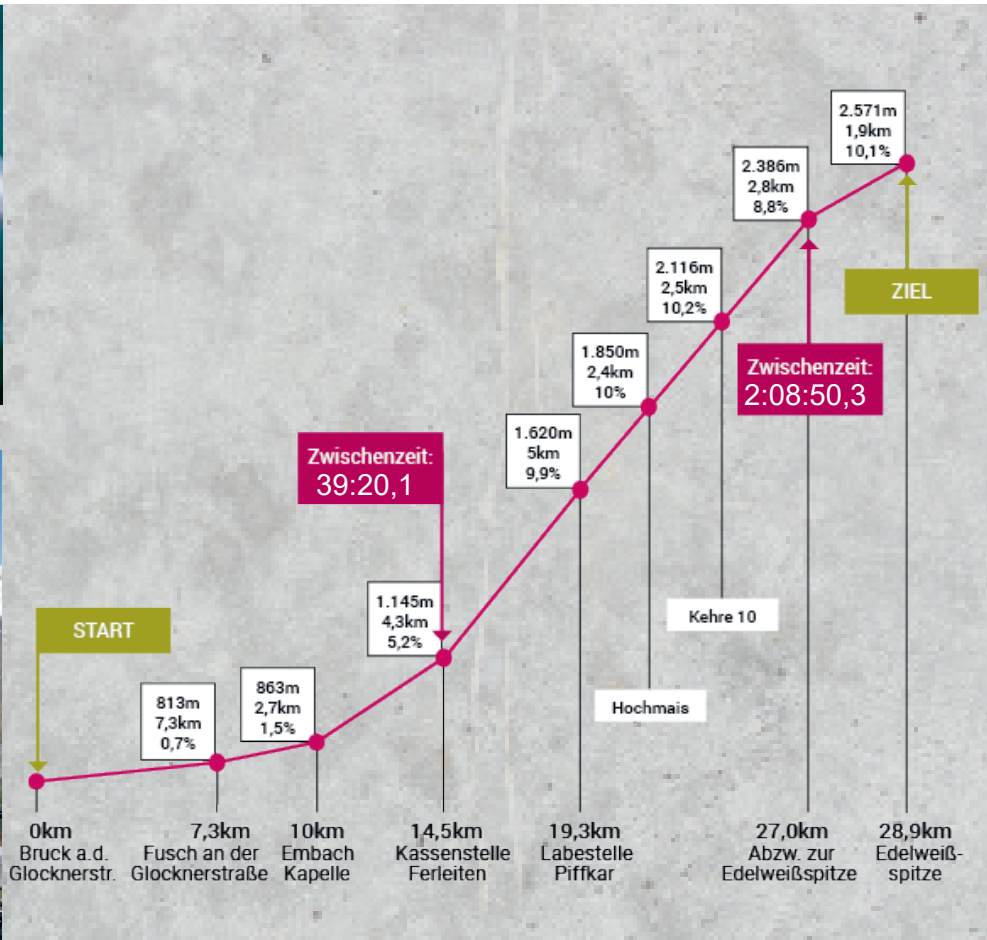 2.571m
1,9km
10,1%
2.386m
2,8km
8,8%
2.116m
2,5km
10,2%
ZIEL
1.850m
2,4km
10%
Zwischenzeit:
2:08:50,3
1.620m
5km
9,9%
Zwischenzeit:
39:20,1
1.145m
4,3km
5,2%
START
Kehre 10
813m
7,3km
0,7%
863m
2,7km
1,5%
Hochmais
0km
Bruck a.d.
Glocknerstr.
7,3km
Fusch an der
Glocknerstraße
10km
Embach
Kapelle
14,5km
Kassenstelle
Ferleiten
19,3km
Labestelle
Piffkar
27,0km
Abzw. zur
Edelweißspitze
28,9km
Edelweiß-
spitze